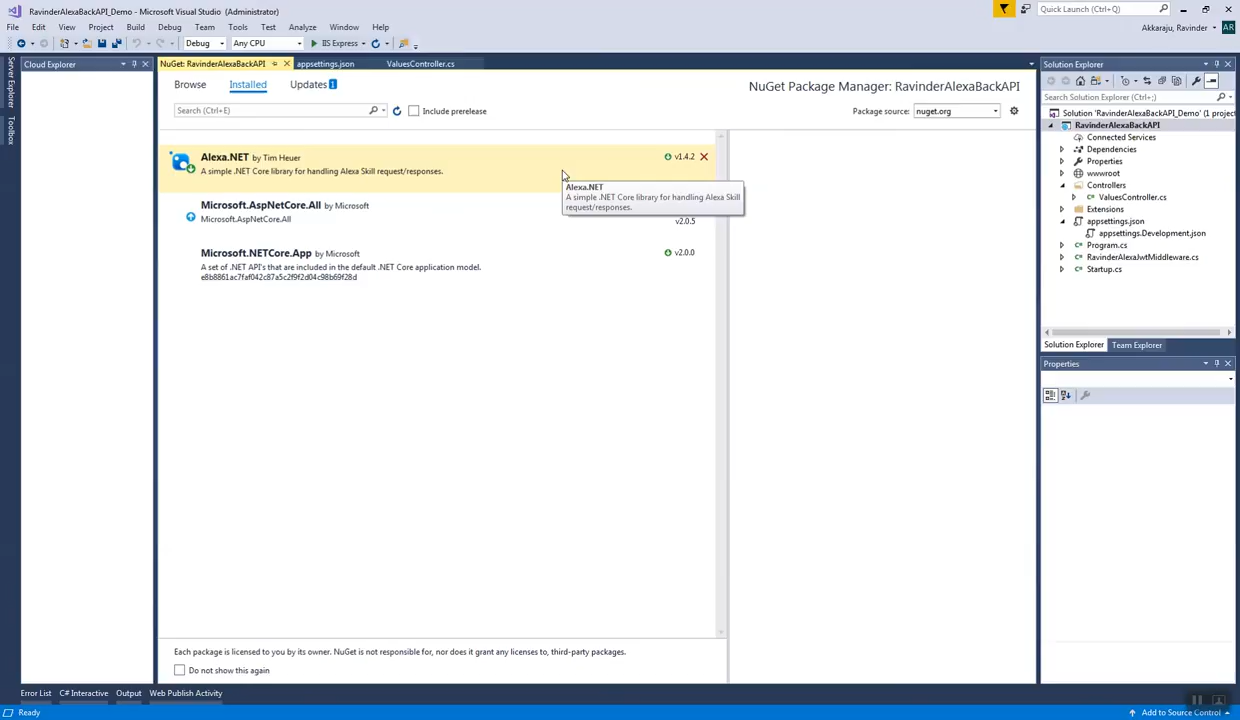 RavinderAlexaBackAPI_Demo - Microsoft Visual Studio (Administrator)
Quick Launch (Ctrl+Q)
File Edit View Project Build Debug Team Tools Test Analyze Window Help
Akkaraju, Ravinder AR
Debug Any CPU IIS Express
Server Explorer
Toolbox
Cloud Explorer
NuGet: RavinderAlexaBackAPI appsettings.json ValuesController.cs
Browse Installed Updates 1
NuGet Package Manager: RavinderAlexaBackAPI
Search (Ctrl+E)
Include prerelease
Package source: nuget.org
Alexa.NET by Tim Heuer
v1.4.2
A simple .NET Core library for handling Alexa Skill request/responses.
Alexa.NET
A simple .NET Core library for handling Alexa Skill
request/responses.
Microsoft.AspNetCore.All by Microsoft
Microsoft.AspNetCore.All
v2.0.5
Microsoft.NETCore.App by Microsoft
v2.0.0
A set of .NET API's that are included in the default .NET Core application model.
e8b8861ac7faf042c87a5c2f9f2d04c98b69f28d
Each package is licensed to you by its owner. NuGet is not responsible for, nor does it grant any licenses to, third-party packages.
Do not show this again
Solution Explorer
Search Solution Explorer (Ctrl+;)
Solution 'RavinderAlexaBackAPI_Demo' (1 project
RavinderAlexaBackAPI
Connected Services
Dependencies
Properties
wwwroot
Controllers
ValuesController.cs
Extensions
appsettings.json
appsettings.Development.json
Program.cs
RavinderAlexaJwtMiddleware.cs
Startup.cs
Solution Explorer Team Explorer
Properties
Error List C# Interactive Output Web Publish Activity
Ready
Add to Source Control